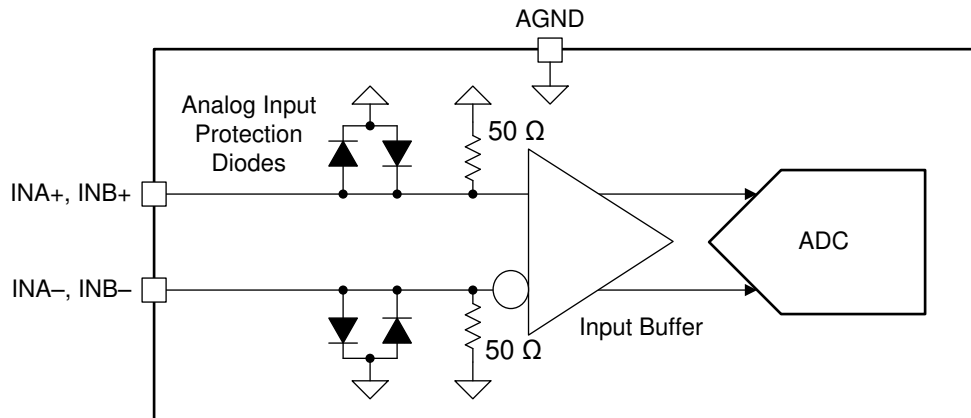 AGND
Analog Input
Protection
Diodes
50 Ω
INA+, INB+
ADC
INA–, INB–
Input Buffer
50 Ω